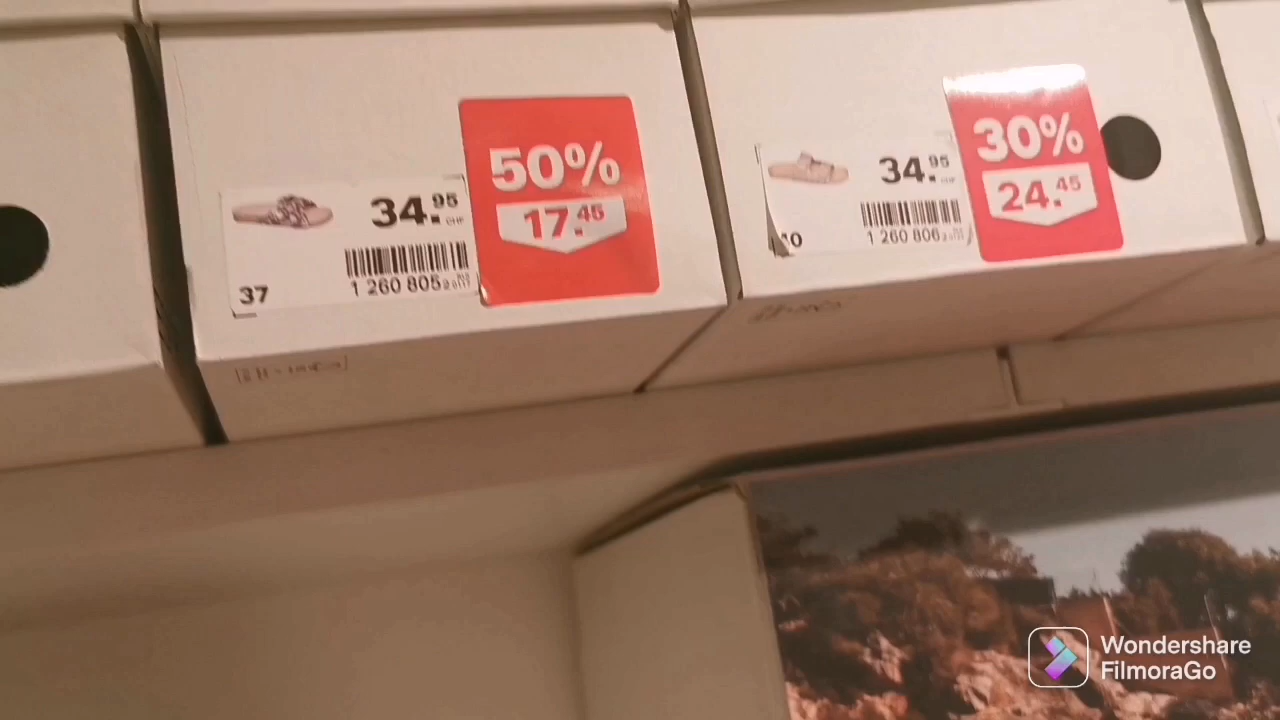 50%
17.45
34.95
CHF
1 260 805
37
30%
24.45
34.95
CHF
1 260 806
Wondershare
FilmoraGo